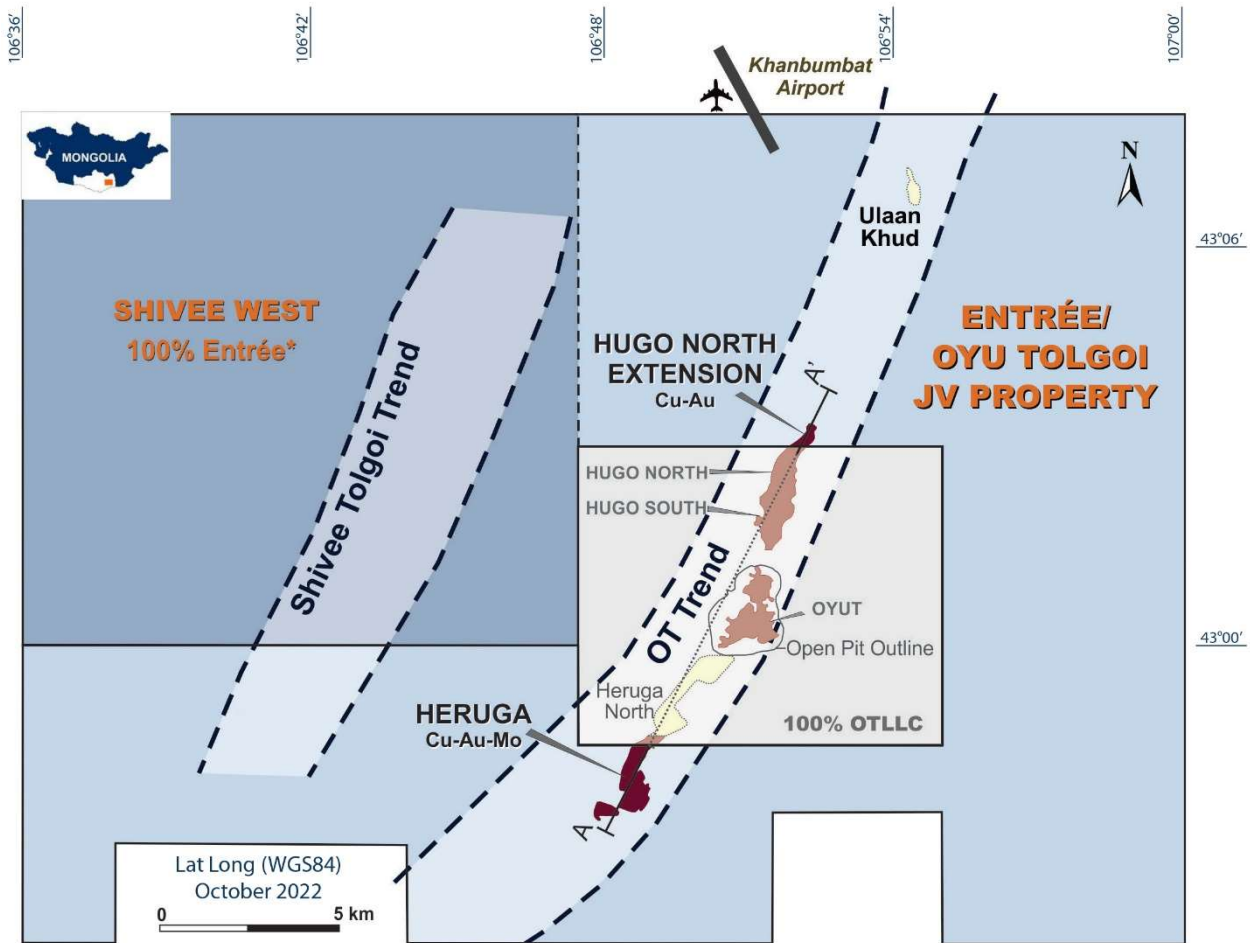 106°36'
106°42'
106°48'
106°54'
107°00'
Khanbumbat
Airport
MONGOLIA
N
Ulaan
Khud
43°06'
SHIVEE WEST
100% Entrée*
ENTRÉE/
OYU TOLGOI
JV PROPERTY
HUGO NORTH
EXTENSION
Cu-Au
A'
Shivee Tolgoi Trend
HUGO NORTH
HUGO SOUTH
OT Trend
OYUT
Open Pit Outline
43°00'
Heruga
North
HERUGA
Cu-Au-Mo
100% OTLLC
A
Lat Long (WGS84)
October 2022
0 5 km